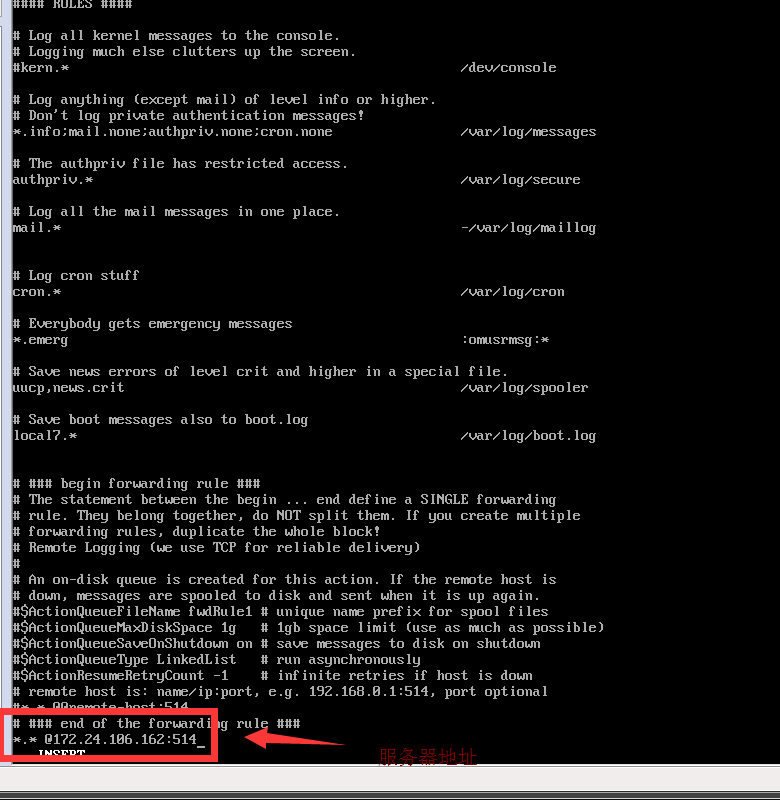 #### RULES ####
# Log all kernel messages to the console.
# Logging much else clutters up the screen.
#kern.* /dev/console
# Log anything (except mail) of level info or higher.
# Don't log private authentication messages!
*.info;mail.none;authpriv.none;cron.none /var/log/messages
# The authpriv file has restricted access.
authpriv.* /var/log/secure
# Log all the mail messages in one place.
mail.* -/var/log/maillog
# Log cron stuff
cron.* /var/log/cron
# Everybody gets emergency messages
*.emerg :omusrmsg:*
# Save news errors of level crit and higher in a special file.
uucp,news.crit /var/log/spooler
# Save boot messages also to boot.log
local7.* /var/log/boot.log
# ### begin forwarding rule ###
# The statement between the begin ... end define a SINGLE forwarding
# rule. They belong together, do NOT split them. If you create multiple
# forwarding rules, duplicate the whole block!
# Remote Logging (we use TCP for reliable delivery)
#
# An on-disk queue is created for this action. If the remote host is
# down, messages are spooled to disk and sent when it is up again.
#$ActionQueueFileName fwdRule1 # unique name prefix for spool files
#$ActionQueueMaxDiskSpace 1g # 1gb space limit (use as much as possible)
#$ActionQueueSaveOnShutdown on # save messages to disk on shutdown
#$ActionQueueType LinkedList # run asynchronously
#$ActionResumeRetryCount -1 # infinite retries if host is down
# remote host is: name/ip:port, e.g. 192.168.0.1:514, port optional
#*.* @@remote-host:514
# ### end of the forwarding rule ###
*.* @172.24.106.162:514_
服务器地址
INSERT